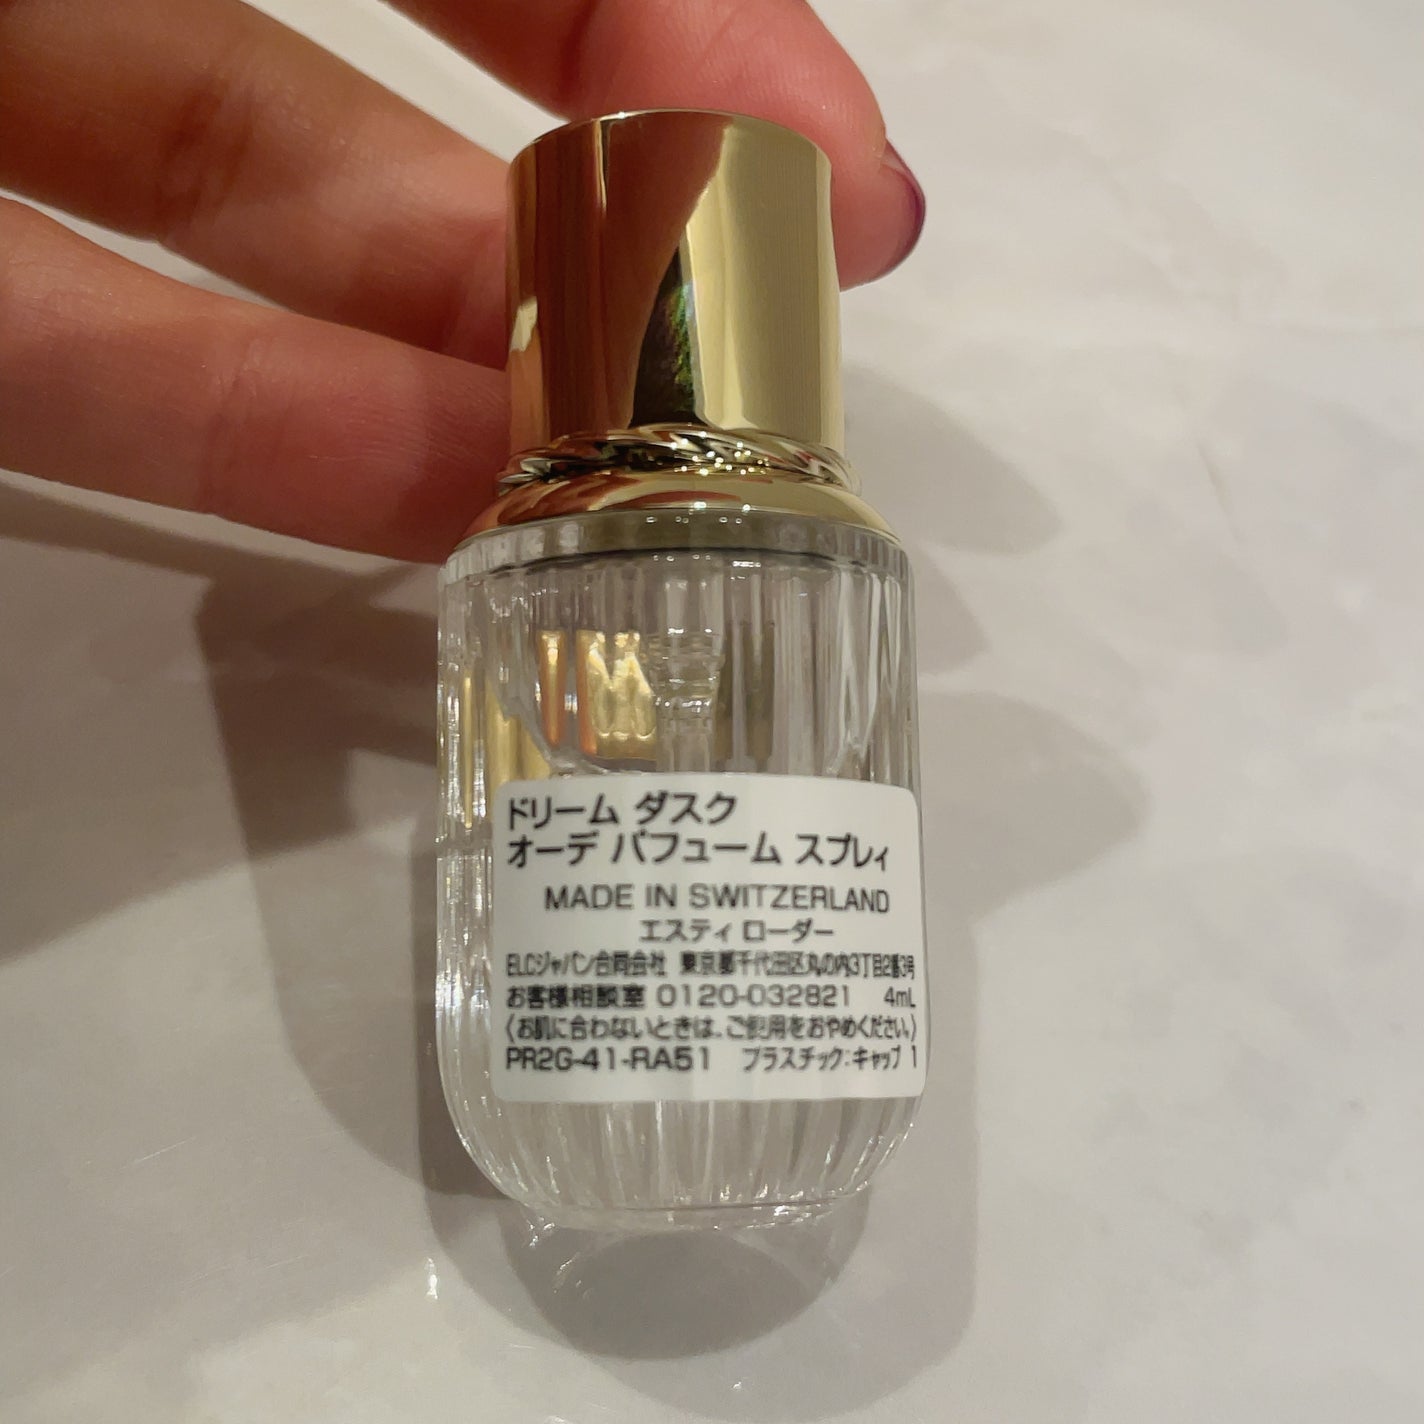 ドリーム ダスク
オーデ パフューム スプレィ
MADE IN SWITZERLAND
エスティ ローダー
ELCジャパン合同会社 東京都千代田区丸の内3丁目2番3号
お客様相談室 0120-032821 4mL
〈お肌に合わないときは、ご使用をおやめください。〉
PR2G-41-RA51 プラスチック:キャップ 1